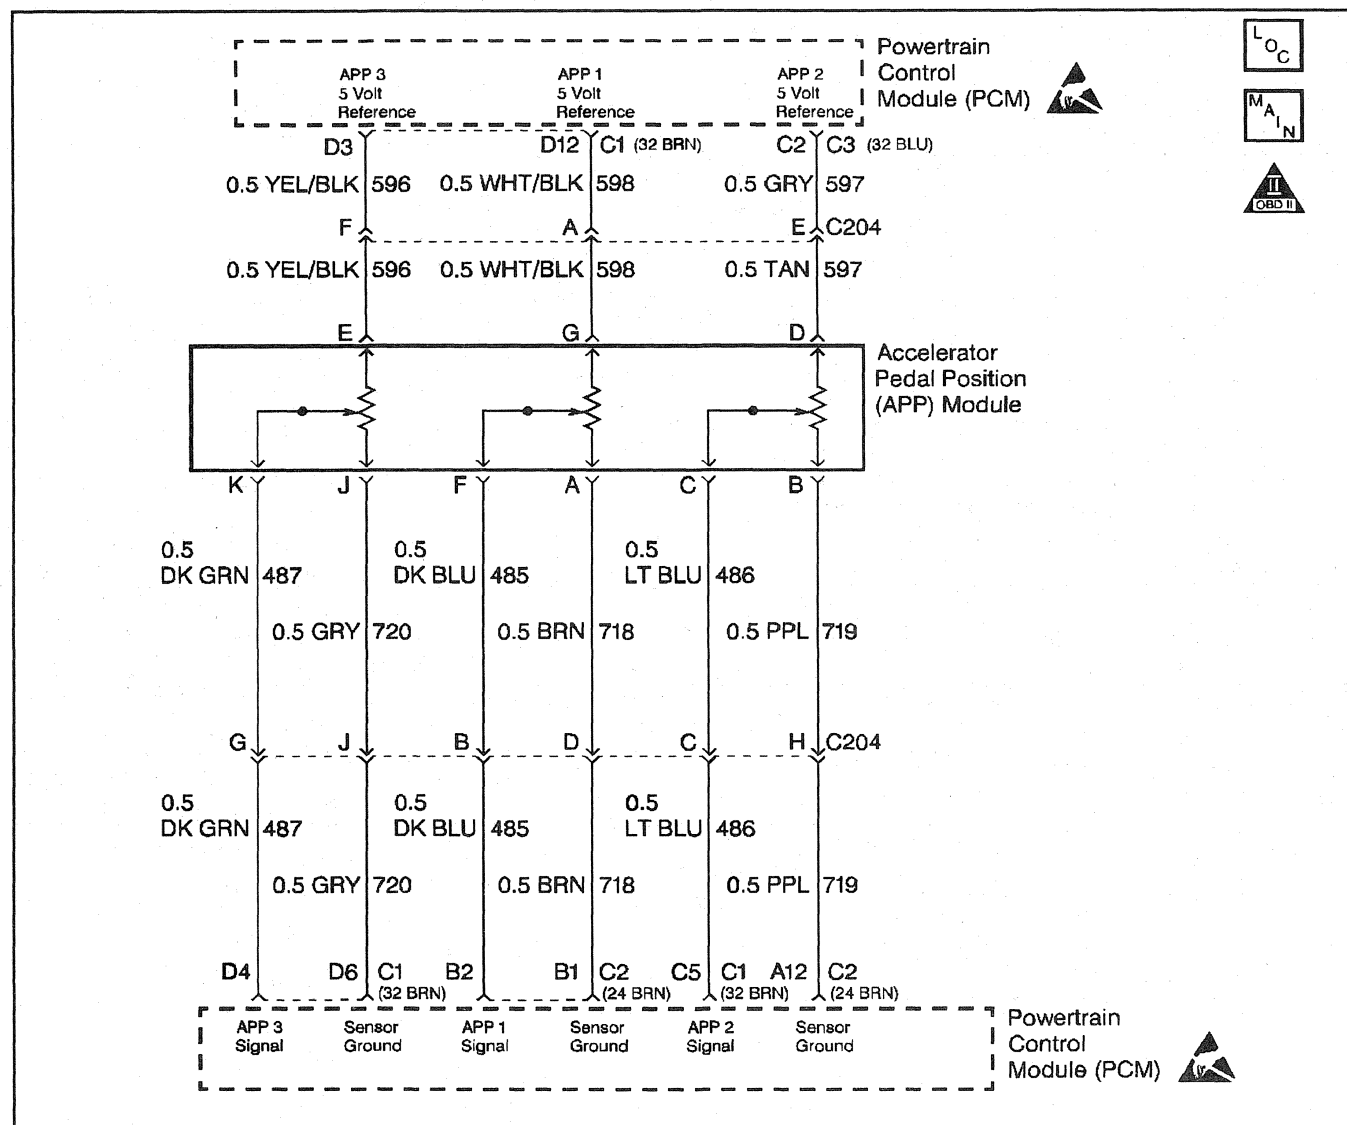 APP 3
5 Volt
Reference
APP 1
5 Volt
Reference
APP 2
5 Volt
Reference
Powertrain
Control
Module (PCM)
LOC
MAIN
II
OBD II
D3
D12
C1 (32 BRN)
C2
C3 (32 BLU)
0.5 YEL/BLK 596
0.5 WHT/BLK 598
0.5 GRY 597
F
A
E
C204
0.5 YEL/BLK 596
0.5 WHT/BLK 598
0.5 TAN 597
E
G
D
Accelerator
Pedal Position
(APP) Module
K
J
F
A
C
B
0.5
DK GRN 487
0.5
DK BLU 485
0.5
LT BLU 486
0.5 GRY 720
0.5 BRN 718
0.5 PPL 719
G
J
B
D
C
H
C204
0.5
DK GRN 487
0.5
DK BLU 485
0.5
LT BLU 486
0.5 GRY 720
0.5 BRN 718
0.5 PPL 719
D4
D6
C1
(32 BRN)
B2
B1
C2
(24 BRN)
C5
C1
(32 BRN)
A12
C2
(24 BRN)
APP 3
Signal
Sensor
Ground
APP 1
Signal
Sensor
Ground
APP 2
Signal
Sensor
Ground
Powertrain
Control
Module (PCM)